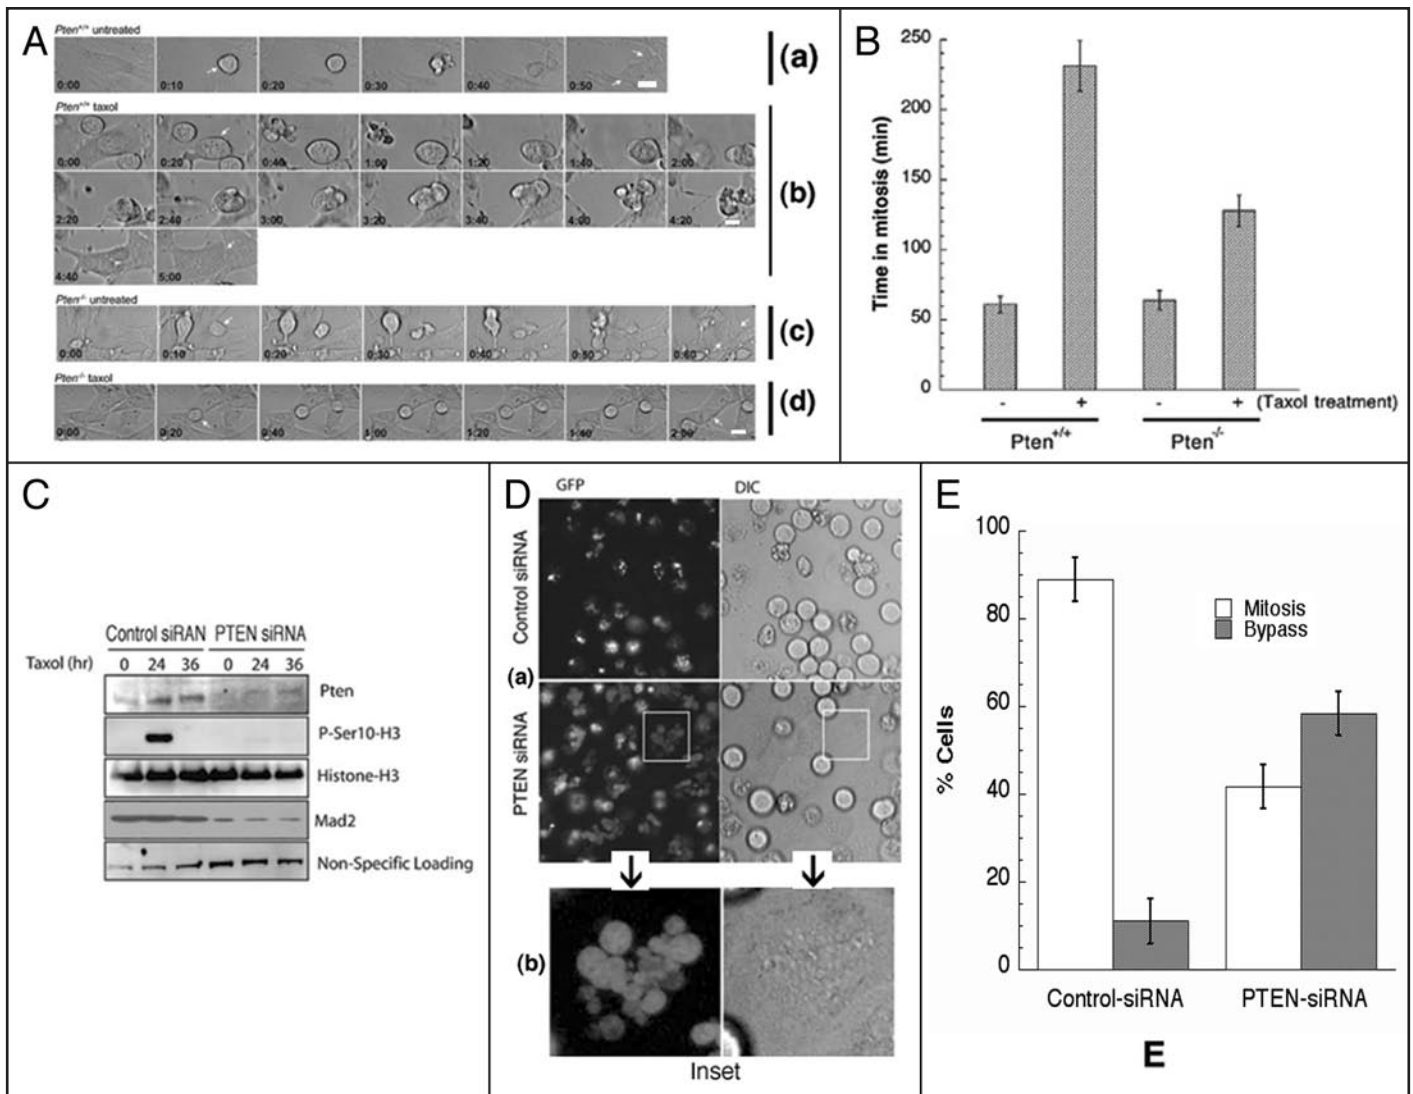 A
Pten+/+ untreated
0:00 0:10 0:20 0:30 0:40 0:50
(a)
Pten+/+ taxol
0:00 0:20 0:40 1:00 1:20 1:40 2:00
2:20 2:40 3:00 3:20 3:40 4:00 4:20
4:40 5:00
(b)
Pten-/- untreated
0:00 0:10 0:20 0:30 0:40 0:50 0:60
(c)
Pten-/- taxol
0:00 0:20 0:40 1:00 1:20 1:40 2:00
(d)
B
Time in mitosis (min)
250
200
150
100
50
0
- + - + (Taxol treatment)
Pten+/+ Pten-/-
C
Control siRAN PTEN siRNA
Taxol (hr) 0 24 36 0 24 36
Pten
P-Ser10-H3
Histone-H3
Mad2
Non-Specific Loading
D
GFP DIC
Control siRNA
(a)
PTEN siRNA
(b)
Inset
E
% Cells
100
80
60
40
20
0
Mitosis
Bypass
Control-siRNA PTEN-siRNA
E